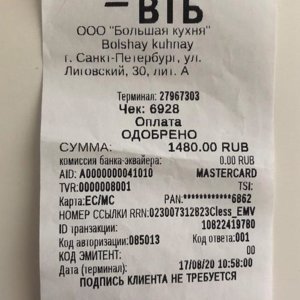 ВТБ
ООО "Большая кухня"
Bolshay kuhnay
г. Санкт-Петербург, ул.
Лиговский, 30, лит. А
Терминал: 27967303
Чек: 6928
Оплата
ОДОБРЕНО
СУММА: 1480.00 RUB
комиссия банка-эквайера: 0.00 RUB
AID: A0000000041010 MASTERCARD
TVR:0000008001 TSI:
Карта:EC/MC PAN:************6862
НОМЕР ССЫЛКИ RRN:023007312823Cless_EMV
ID транзакции: 10822419780
Код авторизации:085013 Код ответа:001
КОД ЭМИТЕНТ: 00
Дата (терминал): 17/08/20 10:58:00
ПОДПИСЬ КЛИЕНТА НЕ ТРЕБУЕТСЯ